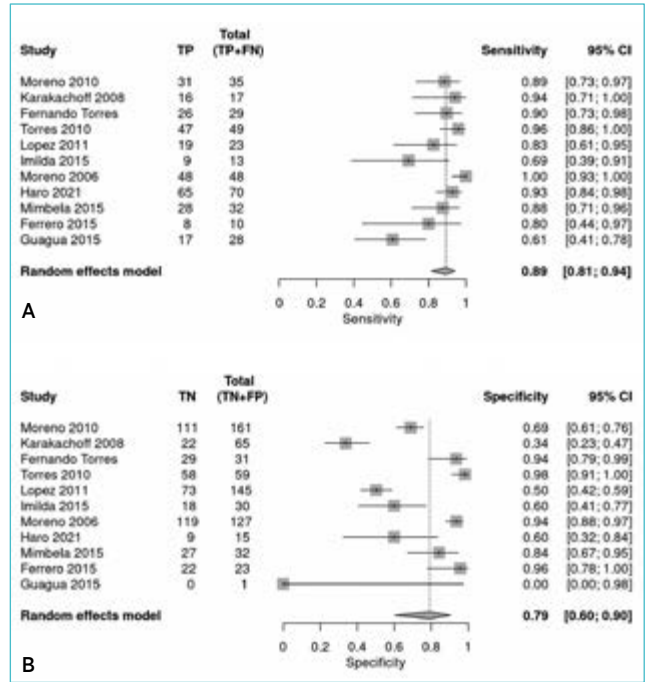 Total
Study TP (TP+FN) Sensitivity 95% CI
Moreno 2010 31 35 0.89 [0.73; 0.97]
Karakachoff 2008 16 17 0.94 [0.71; 1.00]
Fernando Torres 26 29 0.90 [0.73; 0.98]
Torres 2010 47 49 0.96 [0.86; 1.00]
Lopez 2011 19 23 0.83 [0.61; 0.95]
Imilda 2015 9 13 0.69 [0.39; 0.91]
Moreno 2006 48 48 1.00 [0.93; 1.00]
Haro 2021 65 70 0.93 [0.84; 0.98]
Mimbela 2015 28 32 0.88 [0.71; 0.96]
Ferrero 2015 8 10 0.80 [0.44; 0.97]
Guagua 2015 17 28 0.61 [0.41; 0.78]
Random effects model 0.89 [0.81; 0.94]
0 0.2 0.4 0.6 0.8 1
Sensitivity
A
Total
Study TN (TN+FP) Specificity 95% CI
Moreno 2010 111 161 0.69 [0.61; 0.76]
Karakachoff 2008 22 65 0.34 [0.23; 0.47]
Fernando Torres 29 31 0.94 [0.79; 0.99]
Torres 2010 58 59 0.98 [0.91; 1.00]
Lopez 2011 73 145 0.50 [0.42; 0.59]
Imilda 2015 18 30 0.60 [0.41; 0.77]
Moreno 2006 119 127 0.94 [0.88; 0.97]
Haro 2021 9 15 0.60 [0.32; 0.84]
Mimbela 2015 27 32 0.84 [0.67; 0.95]
Ferrero 2015 22 23 0.96 [0.78; 1.00]
Guagua 2015 0 1 0.00 [0.00; 0.98]
Random effects model 0.79 [0.60; 0.90]
0 0.2 0.4 0.6 0.8 1
Specificity
B